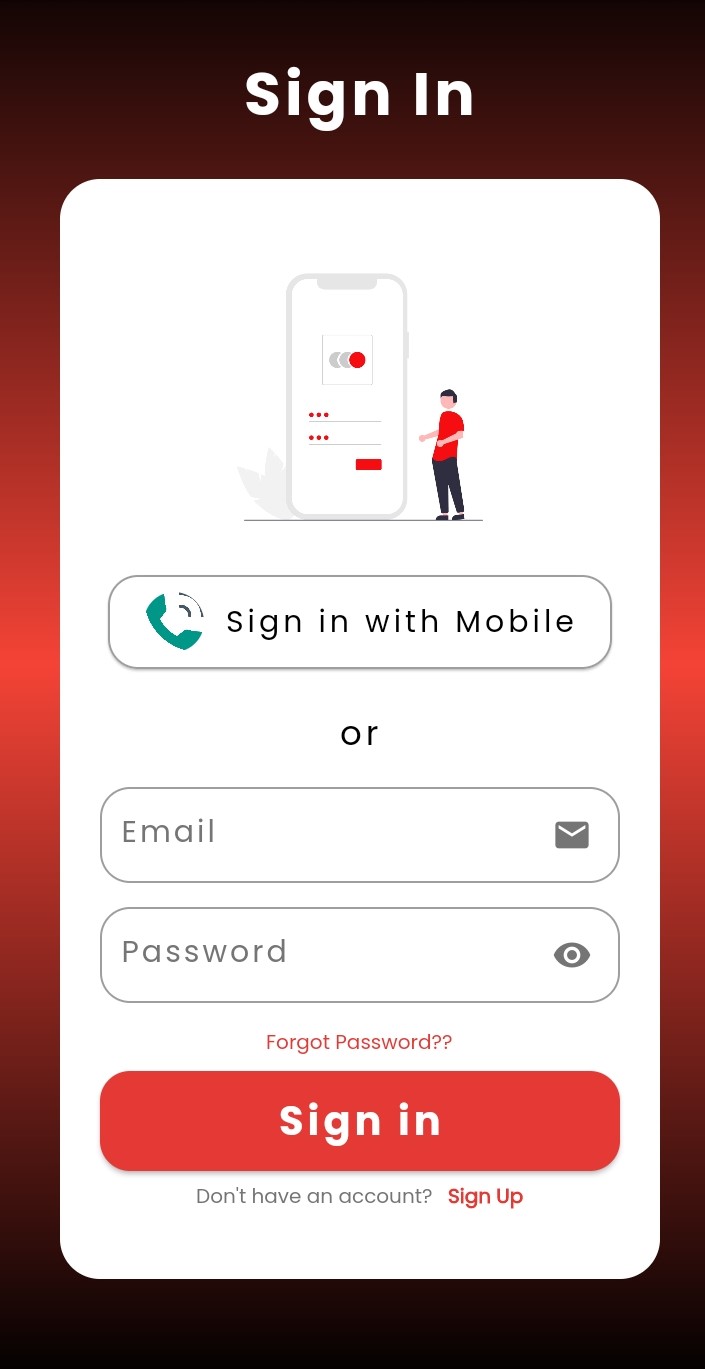 Sign In
Sign in with Mobile
or
Email
Password
Forgot Password??
Sign in
Don't have an account? Sign Up